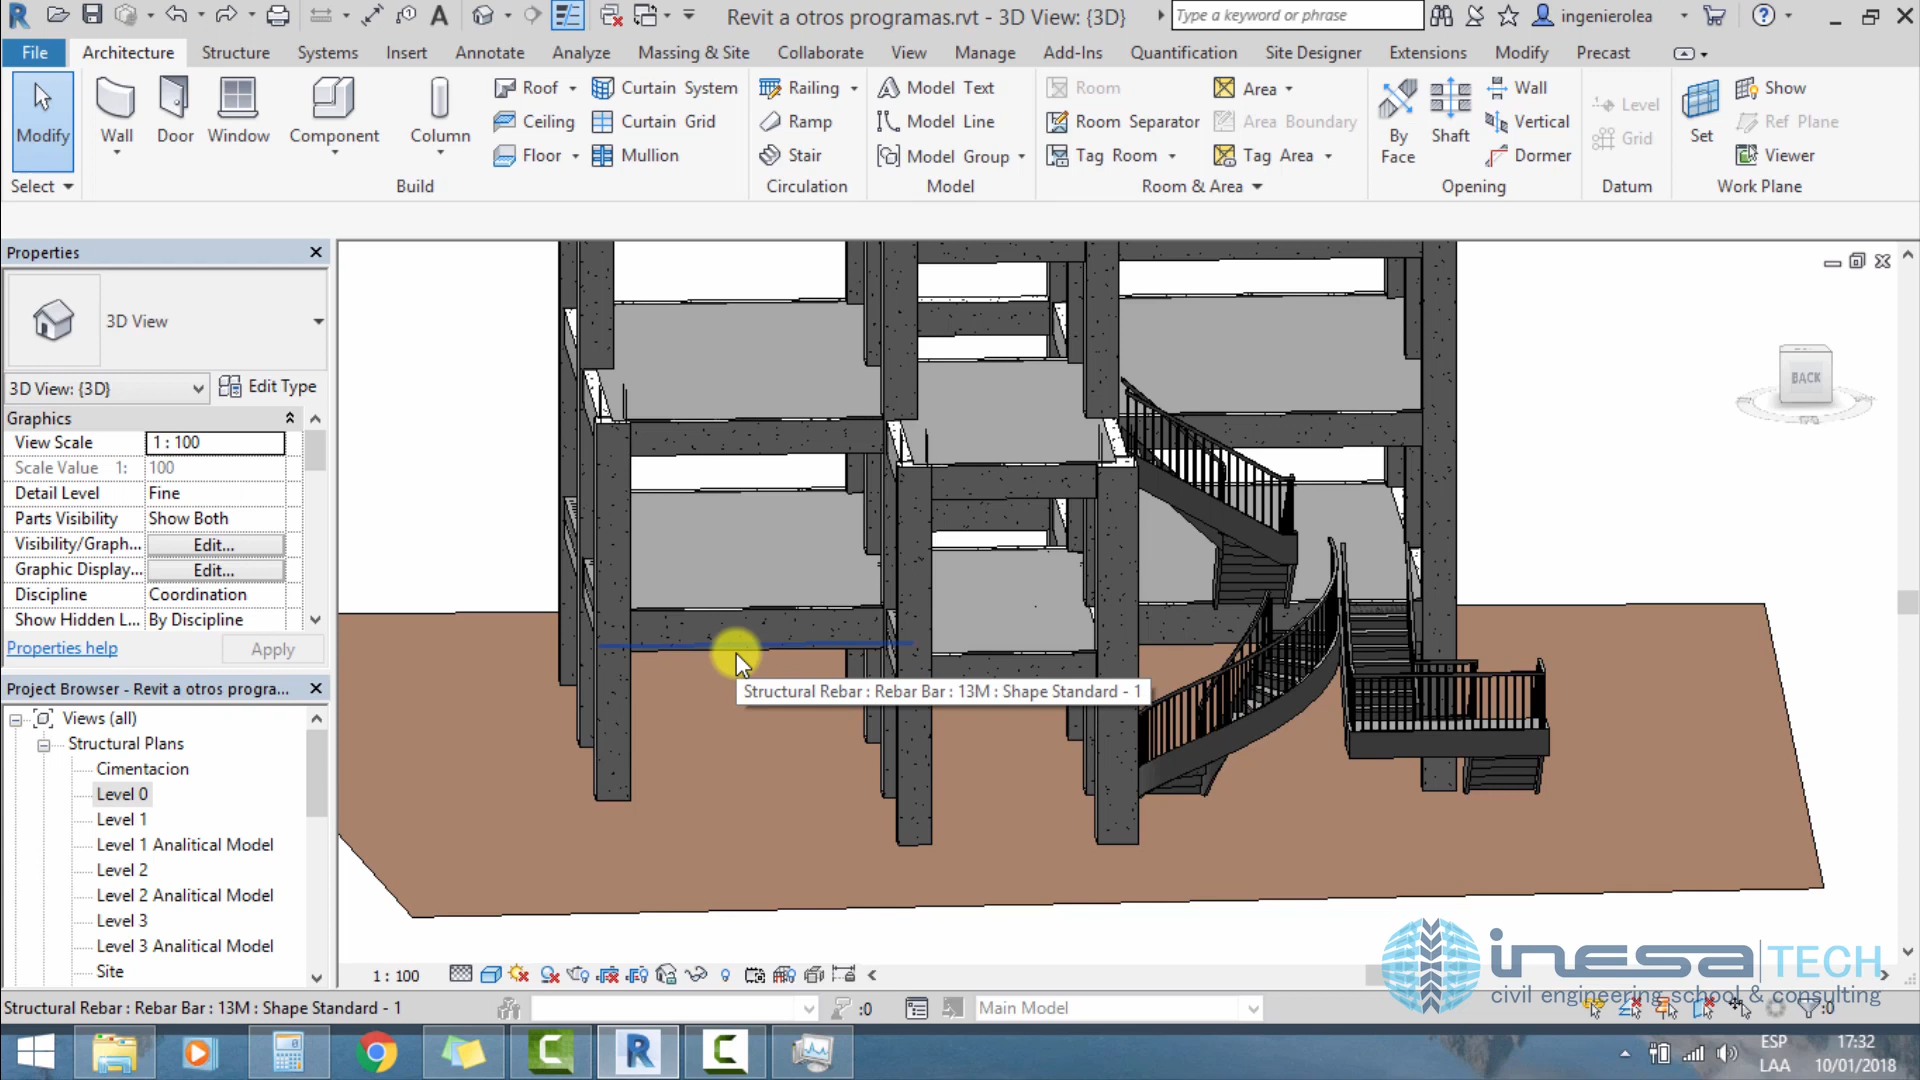 Revit a otros programas.rvt - 3D View: {3D}
Type a keyword or phrase
ingenierolea
File
Architecture
Structure
Systems
Insert
Annotate
Analyze
Massing & Site
Collaborate
View
Manage
Add-Ins
Quantification
Site Designer
Extensions
Modify
Precast
Modify
Wall
Door
Window
Component
Column
Roof
Ceiling
Floor
Curtain System
Curtain Grid
Mullion
Railing
Ramp
Stair
Model Text
Model Line
Model Group
Room
Room Separator
Tag Room
Area
Area Boundary
Tag Area
By Face
Shaft
Wall
Vertical
Dormer
Level
Grid
Set
Show
Ref Plane
Viewer
Select
Build
Circulation
Model
Room & Area
Opening
Datum
Work Plane
Properties
3D View
3D View: {3D}
Edit Type
Graphics
View Scale 1 : 100
Scale Value 1: 100
Detail Level Fine
Parts Visibility Show Both
Visibility/Graph... Edit...
Graphic Display... Edit...
Discipline Coordination
Show Hidden L... By Discipline
Properties help
Apply
Project Browser - Revit a otros progra...
Views (all)
Structural Plans
Cimentacion
Level 0
Level 1
Level 1 Analitical Model
Level 2
Level 2 Analitical Model
Level 3
Level 3 Analitical Model
Site
BACK
Structural Rebar : Rebar Bar : 13M : Shape Standard - 1
1 : 100
inesa TECH
civil engineering school & consulting
Structural Rebar : Rebar Bar : 13M : Shape Standard - 1
:0
Main Model
:0
ESP
LAA
17:32
10/01/2018